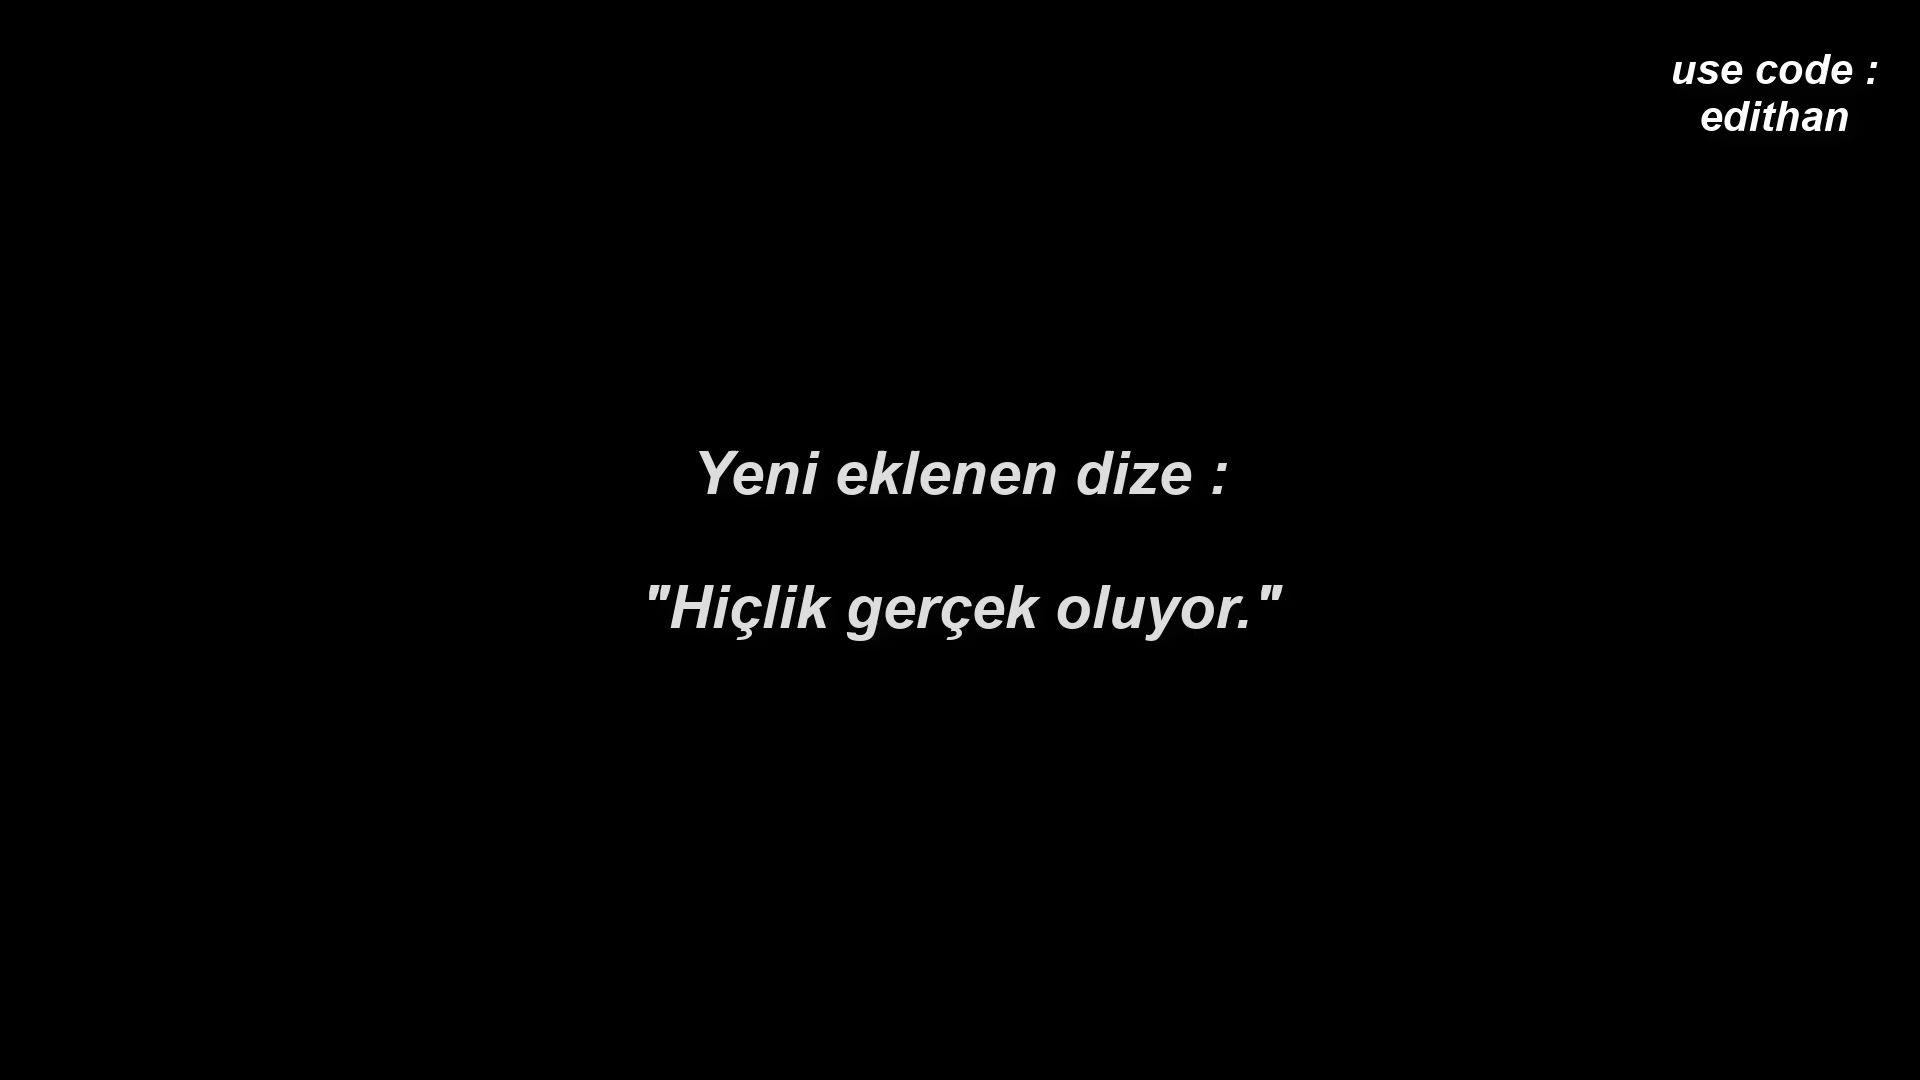 use code :
edithan
Yeni eklenen dize :
"Hiçlik gerçek oluyor."